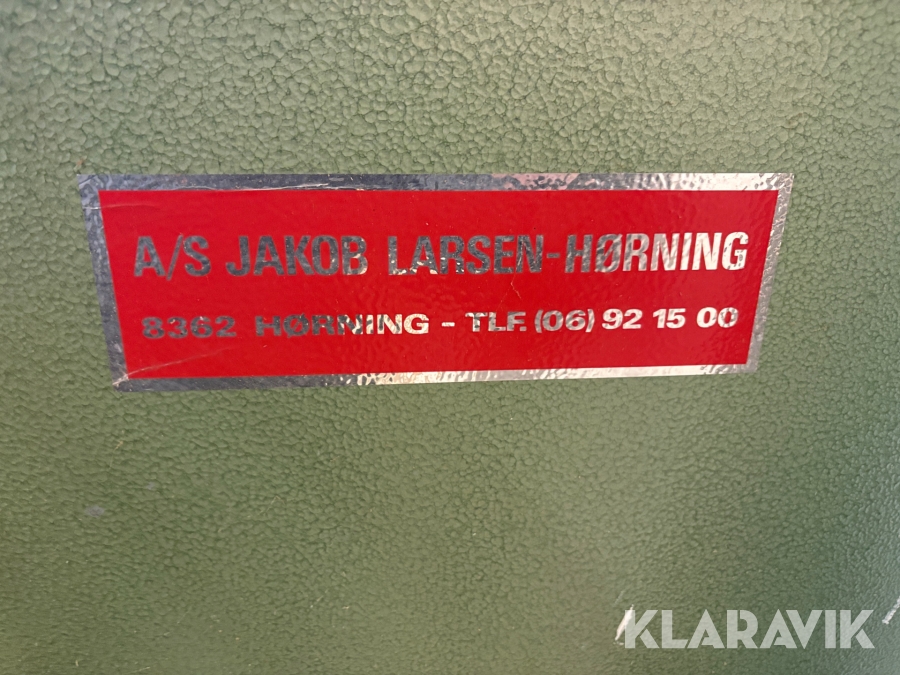 A/S JAKOB LARSEN-HØRNING
8362 HØRNING - TLF. (06) 92 15 00
KLARAVIK